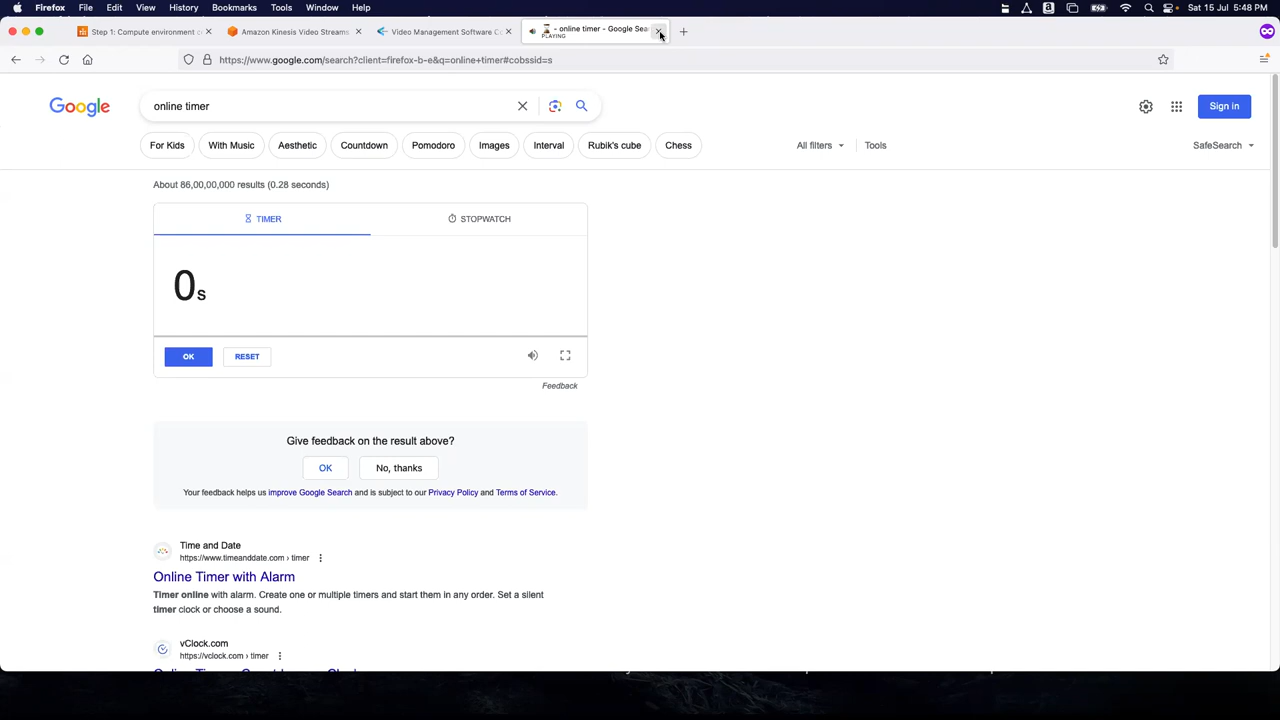 Firefox File Edit View History Bookmarks Tools Window Help Sat 15 Jun 5:48 PM
Step 1: Compute environment c
Amazon Kinesis Video Streams
Video Management Software C
⌛ - online timer - Google Sea
PLAYING
https://www.google.com/search?client=firefox-b-e&q=online+timer#cobssid=s
Google
online timer
Sign in
For Kids With Music Aesthetic Countdown Pomodoro Images Interval Rubik's cube Chess All filters Tools SafeSearch
About 86,00,00,000 results (0.28 seconds)
TIMER STOPWATCH
0s
OK RESET
Feedback
Give feedback on the result above?
OK No, thanks
Your feedback helps us improve Google Search and is subject to our Privacy Policy and Terms of Service.
Time and Date
https://www.timeanddate.com › timer
Online Timer with Alarm
Timer online with alarm. Create one or multiple timers and start them in any order. Set a silent
timer clock or choose a sound.
vClock.com
https://vclock.com › timer